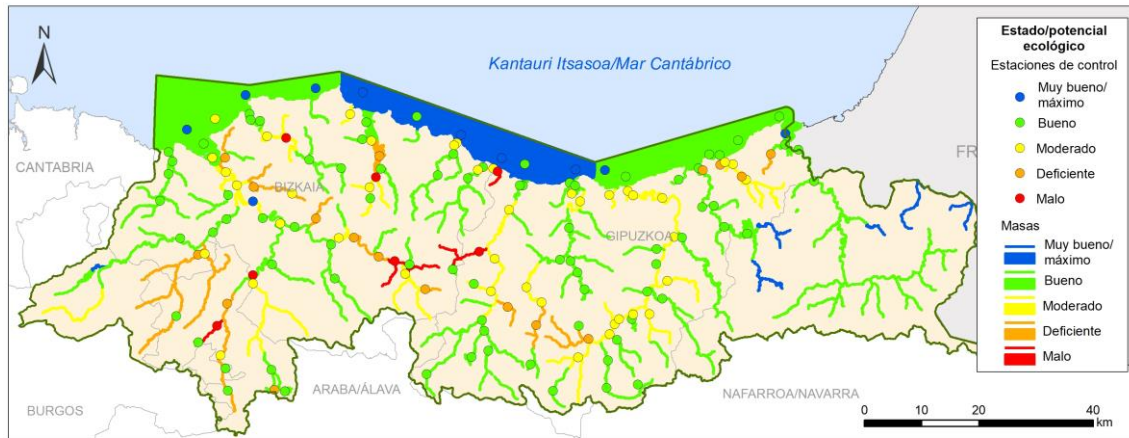 N
Kantauri Itsasoa/Mar Cantábrico
CANTABRIA
BIZKAIA
GIPUZKOA
FR
BURGOS
ARABA/ÁLAVA
NAFARROA/NAVARRA
Estado/potencial
ecológico
Estaciones de control
Muy bueno/
máximo
Bueno
Moderado
Deficiente
Malo
Masas
Muy bueno/
máximo
Bueno
Moderado
Deficiente
Malo
0 10 20 40
km